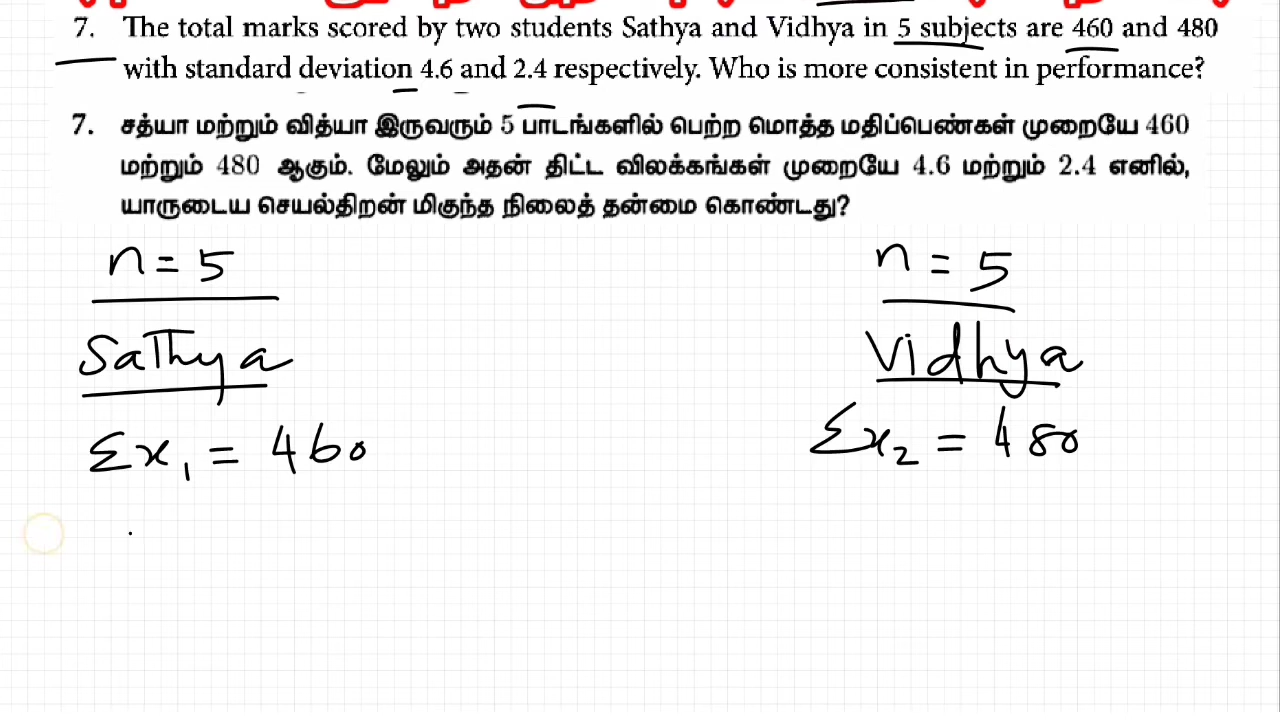 7. The total marks scored by two students Sathya and Vidhya in 5 subjects are 460 and 480
with standard deviation 4.6 and 2.4 respectively. Who is more consistent in performance?
7. சத்யா மற்றும் வித்யா இருவரும் 5 பாடங்களில் பெற்ற மொத்த மதிப்பெண்கள் முறையே 460
மற்றும் 480 ஆகும். மேலும் அதன் திட்ட விலக்கங்கள் முறையே 4.6 மற்றும் 2.4 எனில்,
யாருடைய செயல்திறன் மிகுந்த நிலைத் தன்மை கொண்டது?
n = 5 n = 5
Sathya Vidhya
Σx₁ = 460 Σx₂ = 480